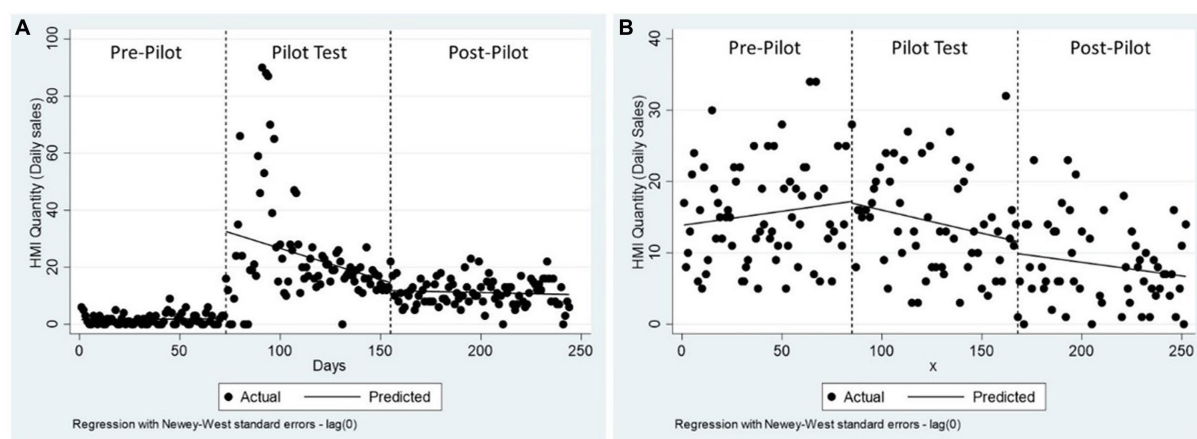 A
Pre-Pilot
Pilot Test
Post-Pilot
HMI Quantity (Daily sales)
100
80
60
40
20
0
0 50 100 150 200 250
Days
Actual Predicted
Regression with Newey-West standard errors - lag(0)
B
Pre-Pilot
Pilot Test
Post-Pilot
HMI Quantity (Daily Sales)
40
30
20
10
0
0 50 100 150 200 250
x
Actual Predicted
Regression with Newey-West standard errors - lag(0)